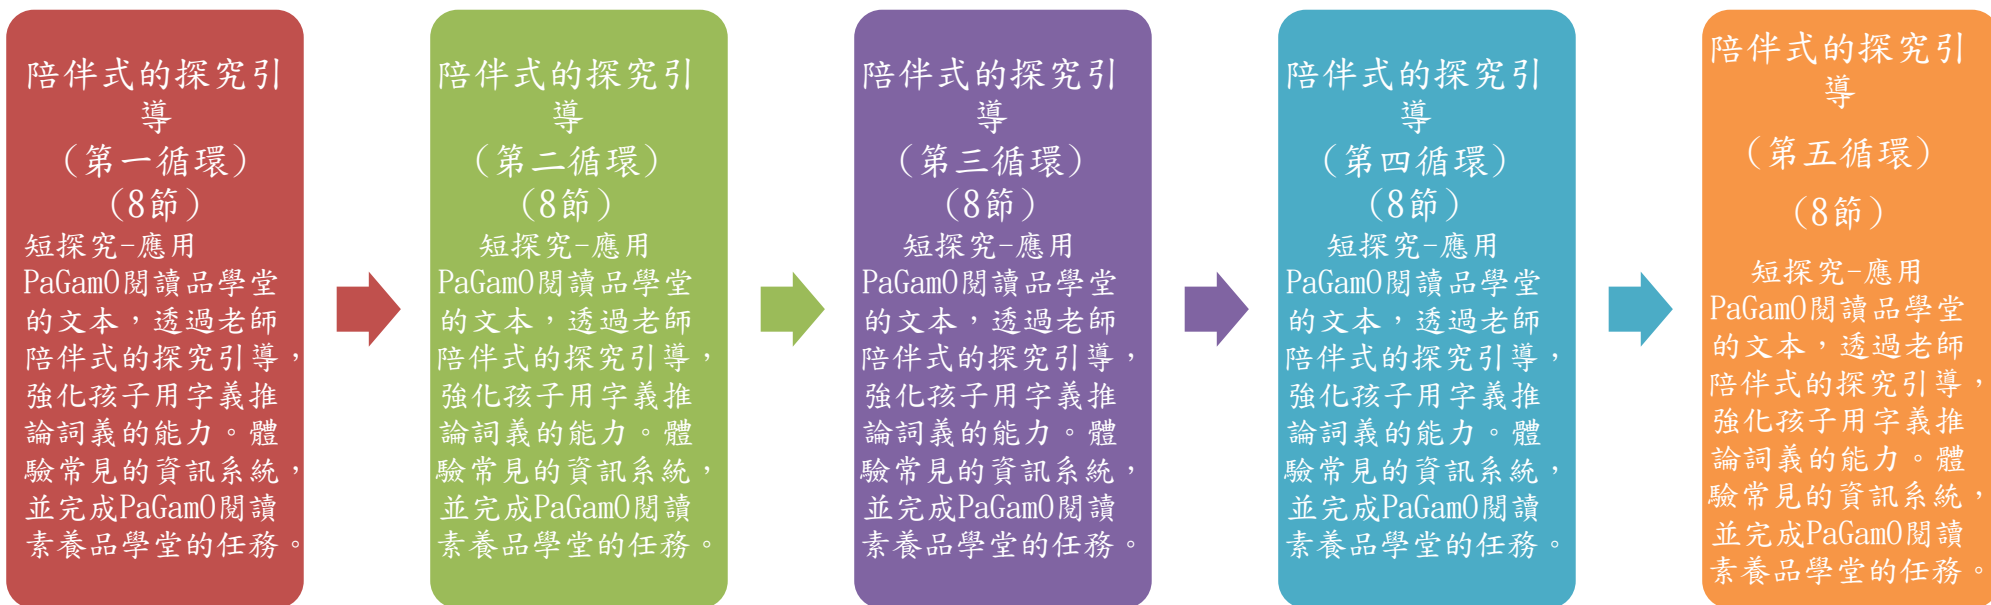 陪伴式的探究引
導
（第一循環）
（8節）
短探究-應用
PaGamO閱讀品學堂
的文本，透過老師
陪伴式的探究引導，
強化孩子用字義推
論詞義的能力。體
驗常見的資訊系統，
並完成PaGamO閱讀
素養品學堂的任務。
陪伴式的探究引
導
（第二循環）
（8節）
短探究-應用
PaGamO閱讀品學堂
的文本，透過老師
陪伴式的探究引導，
強化孩子用字義推
論詞義的能力。體
驗常見的資訊系統，
並完成PaGamO閱讀
素養品學堂的任務。
陪伴式的探究引
導
（第三循環）
（8節）
短探究-應用
PaGamO閱讀品學堂
的文本，透過老師
陪伴式的探究引導，
強化孩子用字義推
論詞義的能力。體
驗常見的資訊系統，
並完成PaGamO閱讀
素養品學堂的任務。
陪伴式的探究引
導
（第四循環）
（8節）
短探究-應用
PaGamO閱讀品學堂
的文本，透過老師
陪伴式的探究引導，
強化孩子用字義推
論詞義的能力。體
驗常見的資訊系統，
並完成PaGamO閱讀
素養品學堂的任務。
陪伴式的探究引
導
（第五循環）
（8節）
短探究-應用
PaGamO閱讀品學堂
的文本，透過老師
陪伴式的探究引導，
強化孩子用字義推
論詞義的能力。體
驗常見的資訊系統，
並完成PaGamO閱讀
素養品學堂的任務。